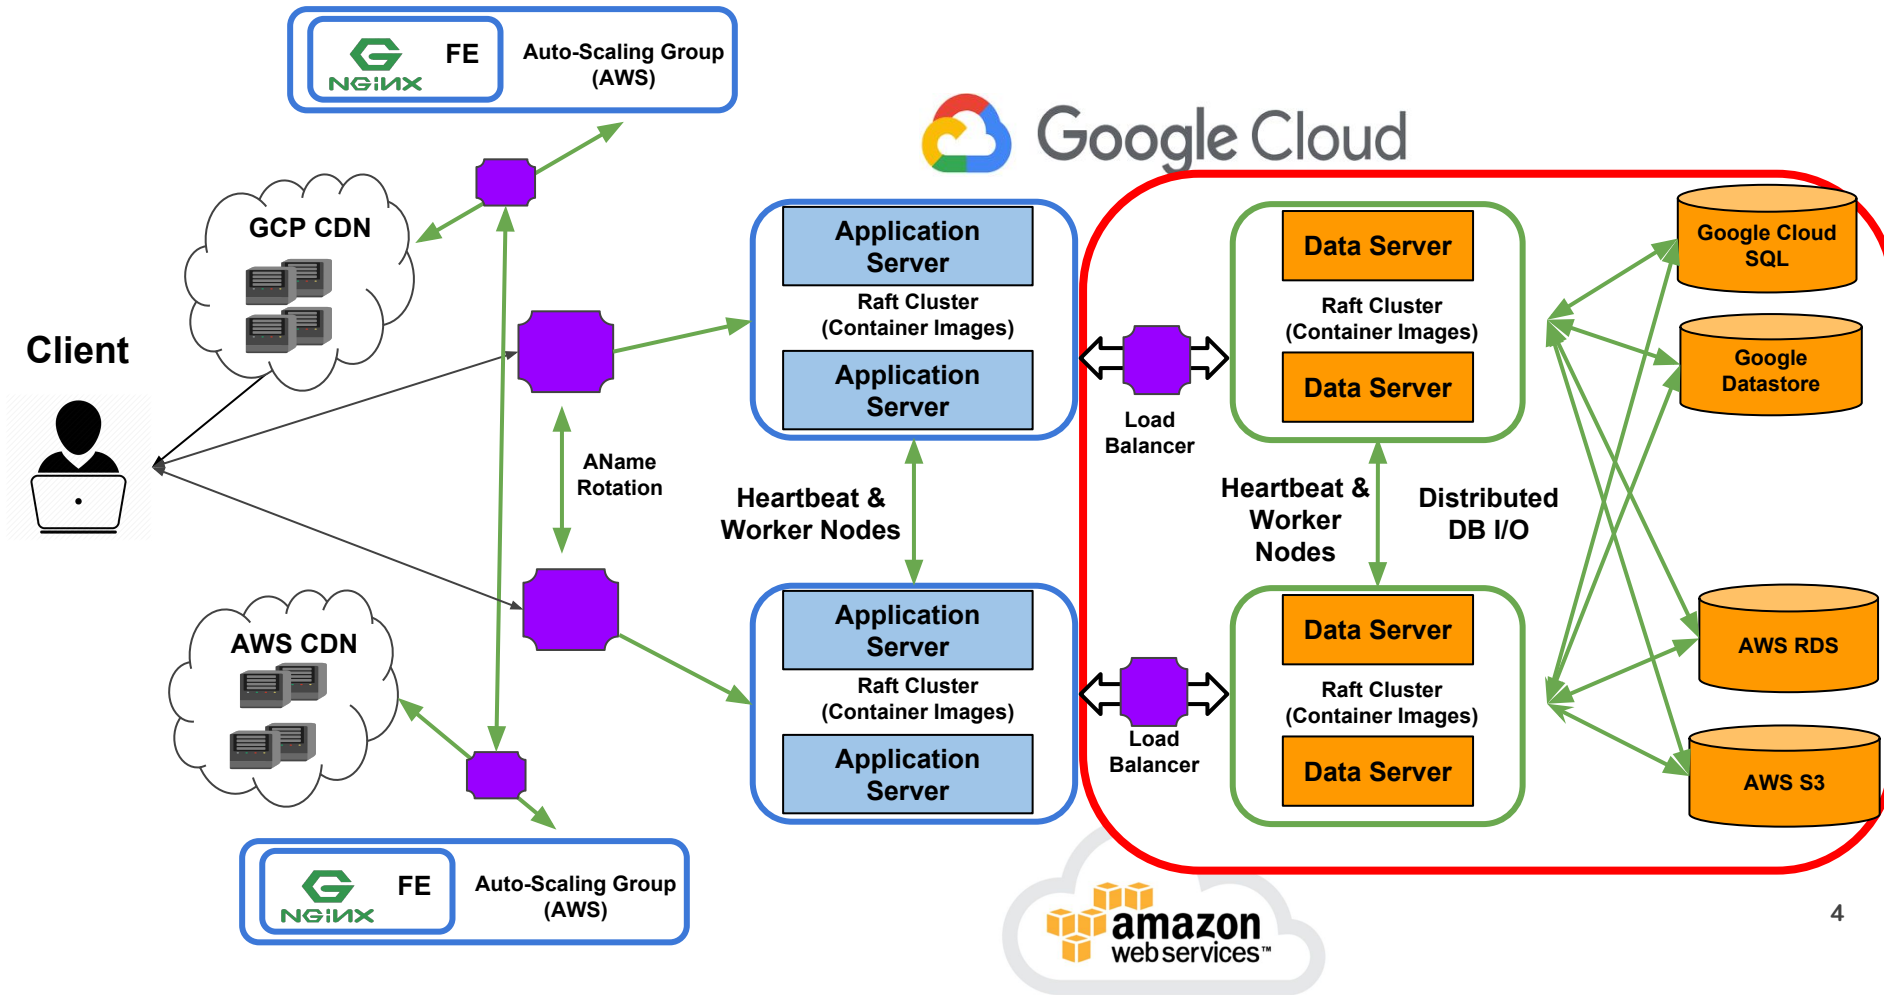 NGiNX
FE
Auto-Scaling Group
(AWS)
Google Cloud
GCP CDN
Client
AName
Rotation
AWS CDN
NGiNX
FE
Auto-Scaling Group
(AWS)
Application
Server
Raft Cluster
(Container Images)
Application
Server
Heartbeat &
Worker Nodes
Application
Server
Raft Cluster
(Container Images)
Application
Server
Load
Balancer
Load
Balancer
Data Server
Raft Cluster
(Container Images)
Data Server
Heartbeat &
Worker
Nodes
Distributed
DB I/O
Data Server
Raft Cluster
(Container Images)
Data Server
Google Cloud
SQL
Google
Datastore
AWS RDS
AWS S3
amazon
web services™
4